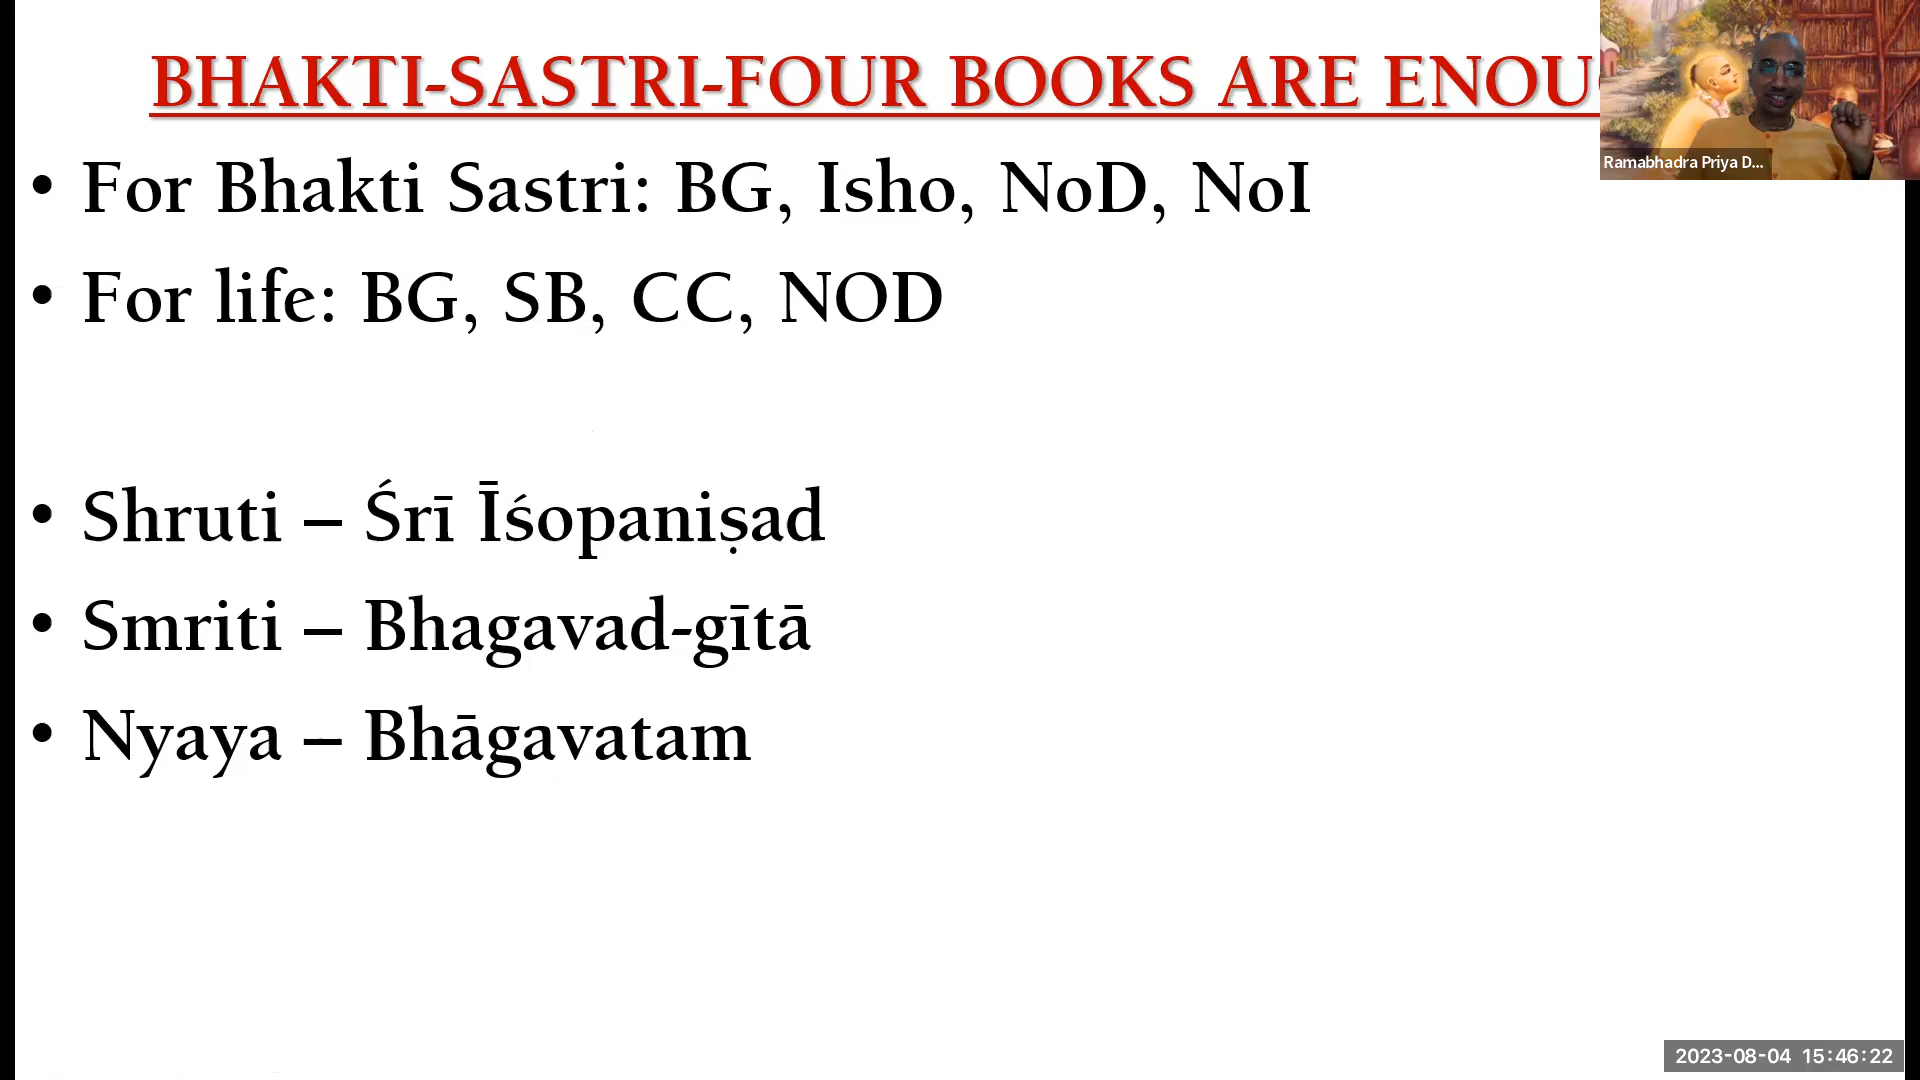 BHAKTI-SASTRI-FOUR BOOKS ARE ENOU
Ramabhadra Priya D...
• For Bhakti Sastri: BG, Isho, NoD, NoI
• For life: BG, SB, CC, NOD
• Shruti – Śrī Īśopaniṣad
• Smriti – Bhagavad-gītā
• Nyaya – Bhāgavatam
2023-08-04 15:46:22